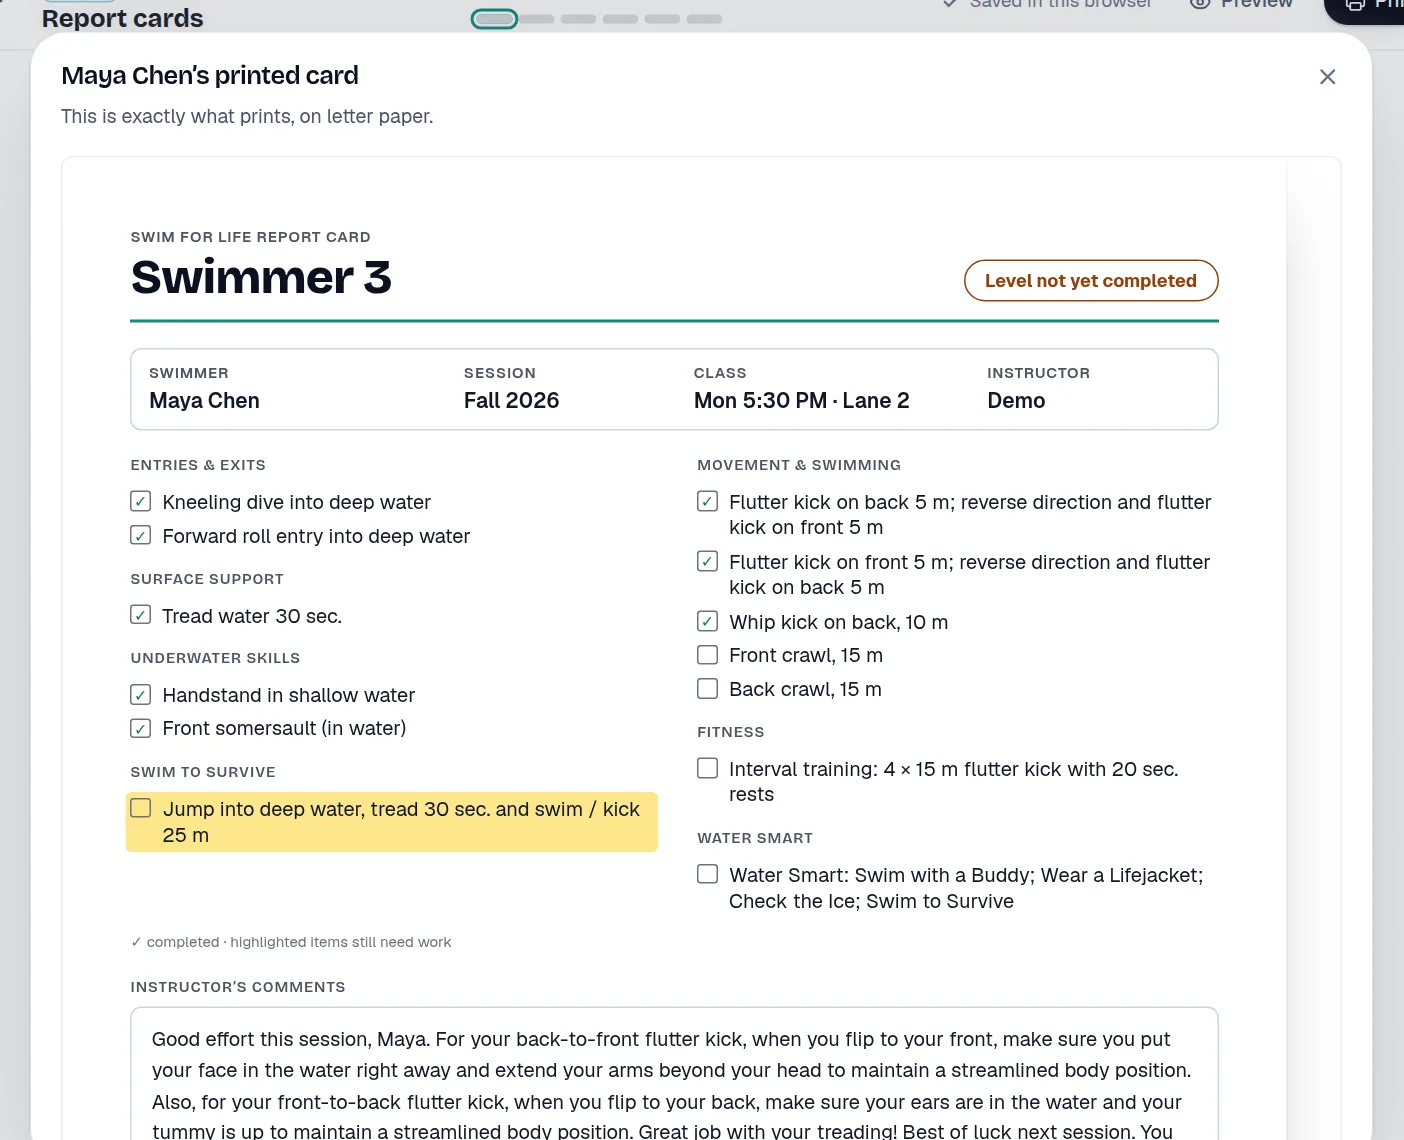 Report cards
Saved in this browser
Preview
Maya Chen's printed card
This is exactly what prints, on letter paper.
SWIM FOR LIFE REPORT CARD
Swimmer 3
Level not yet completed
SWIMMER
Maya Chen
SESSION
Fall 2026
CLASS
Mon 5:30 PM · Lane 2
INSTRUCTOR
Demo
ENTRIES & EXITS
✓ Kneeling dive into deep water
✓ Forward roll entry into deep water
SURFACE SUPPORT
✓ Tread water 30 sec.
UNDERWATER SKILLS
✓ Handstand in shallow water
✓ Front somersault (in water)
SWIM TO SURVIVE
Jump into deep water, tread 30 sec. and swim / kick
25 m
MOVEMENT & SWIMMING
✓ Flutter kick on back 5 m; reverse direction and flutter
kick on front 5 m
✓ Flutter kick on front 5 m; reverse direction and flutter
kick on back 5 m
✓ Whip kick on back, 10 m
Front crawl, 15 m
Back crawl, 15 m
FITNESS
Interval training: 4 × 15 m flutter kick with 20 sec.
rests
WATER SMART
Water Smart: Swim with a Buddy; Wear a Lifejacket;
Check the Ice; Swim to Survive
✓ completed · highlighted items still need work
INSTRUCTOR'S COMMENTS
Good effort this session, Maya. For your back-to-front flutter kick, when you flip to your front, make sure you put
your face in the water right away and extend your arms beyond your head to maintain a streamlined body position.
Also, for your front-to-back flutter kick, when you flip to your back, make sure your ears are in the water and your
tummy is up to maintain a streamlined body position. Great job with your treading! Best of luck next session. You